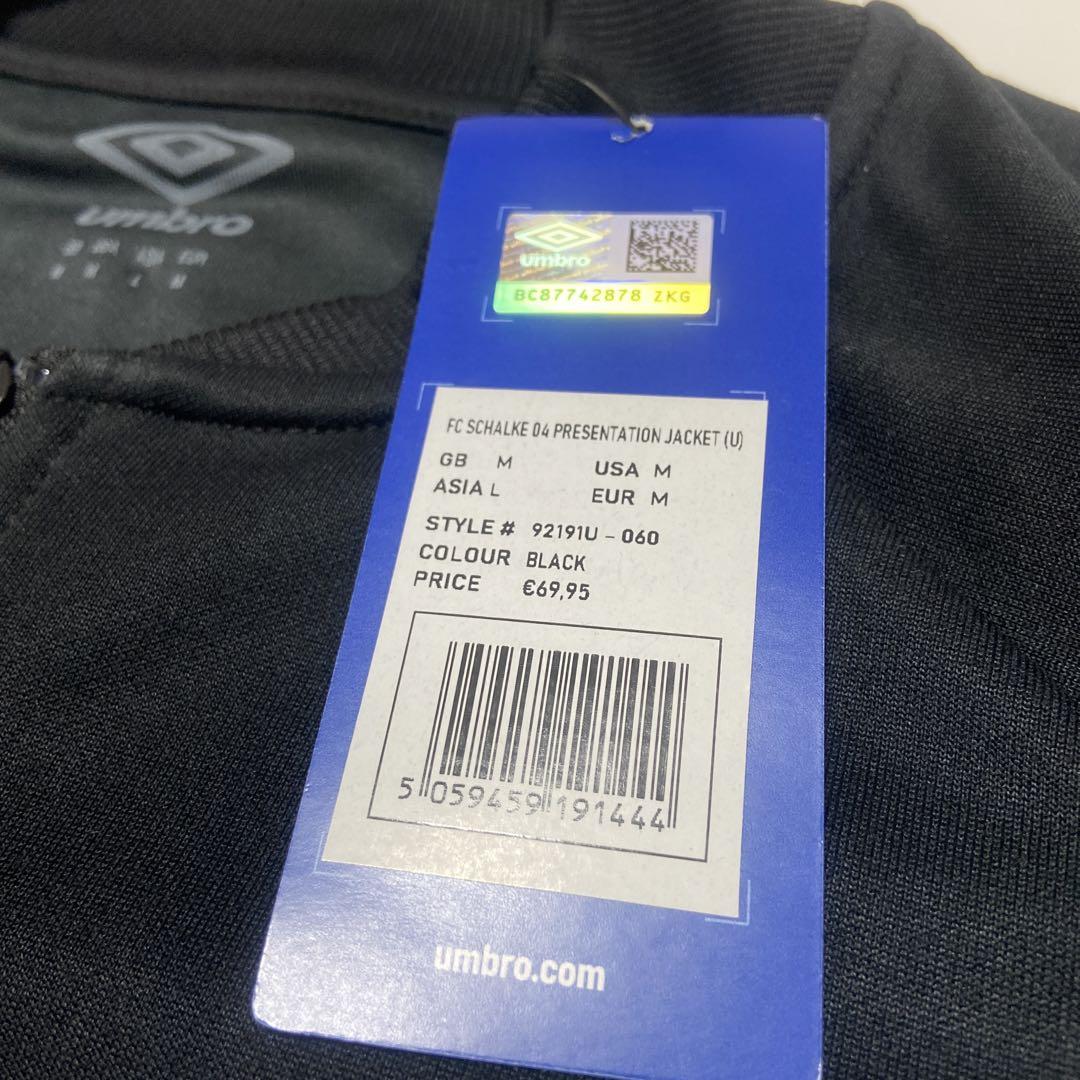 umbro
umbro
BC87742878 ZKG
FC SCHALKE 04 PRESENTATION JACKET (U)
GB M USA M
ASIA L EUR M
STYLE # 92191U - 060
COLOUR BLACK
PRICE €69,95
5 059459 191444
umbro.com